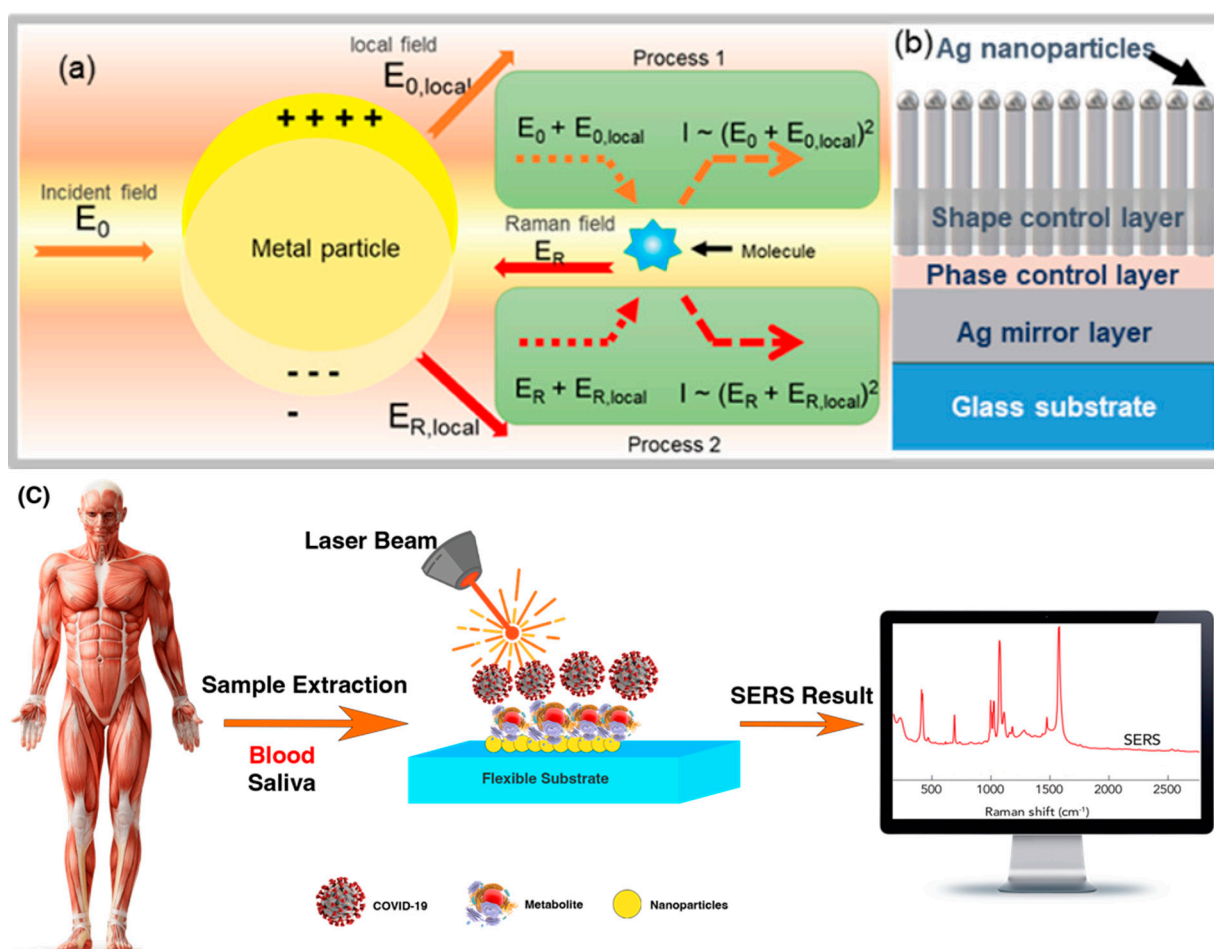 (a)
local field
E0,local
Incident field
E0
+ + + +
Metal particle
- - -
-
ER,local
Process 1
E0 + E0,local
I ~ (E0 + E0,local)2
Raman field
ER
Molecule
ER + ER,local
I ~ (ER + ER,local)2
Process 2
(b)
Ag nanoparticles
Shape control layer
Phase control layer
Ag mirror layer
Glass substrate
(C)
Laser Beam
Sample Extraction
Blood
Saliva
Flexible Substrate
SERS Result
SERS
500 1000 1500 2000 2500
Raman shift (cm-1)
COVID-19
Metabolite
Nanoparticles